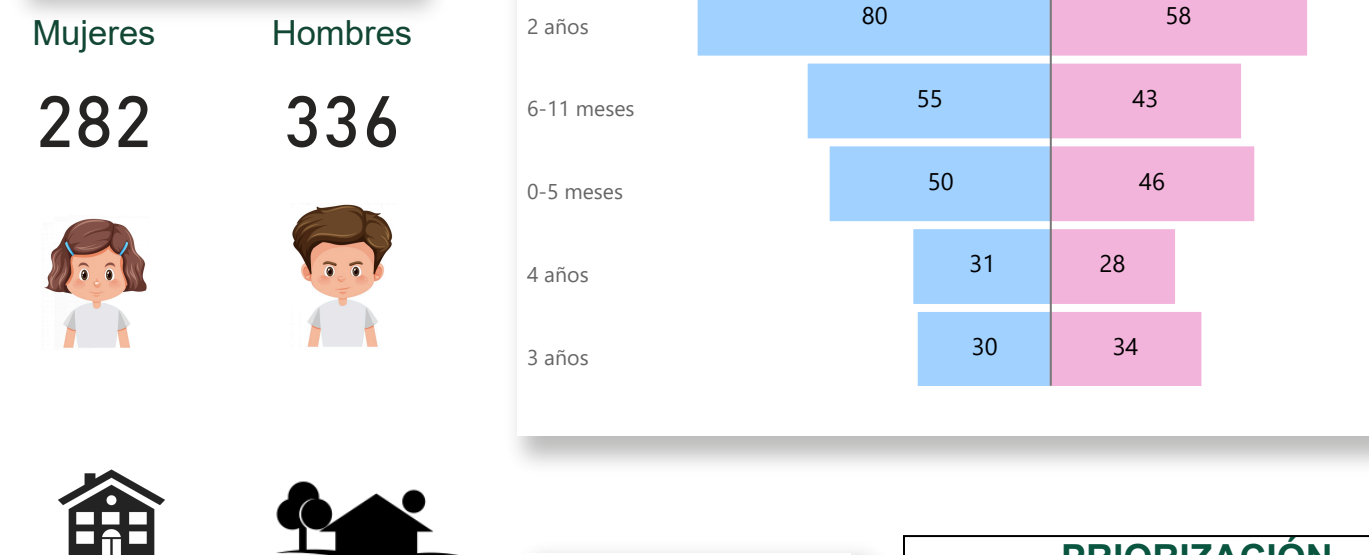 Mujeres Hombres
282 336
2 años 80 58
6-11 meses 55 43
0-5 meses 50 46
4 años 31 28
3 años 30 34
PRIORIZACIÓN